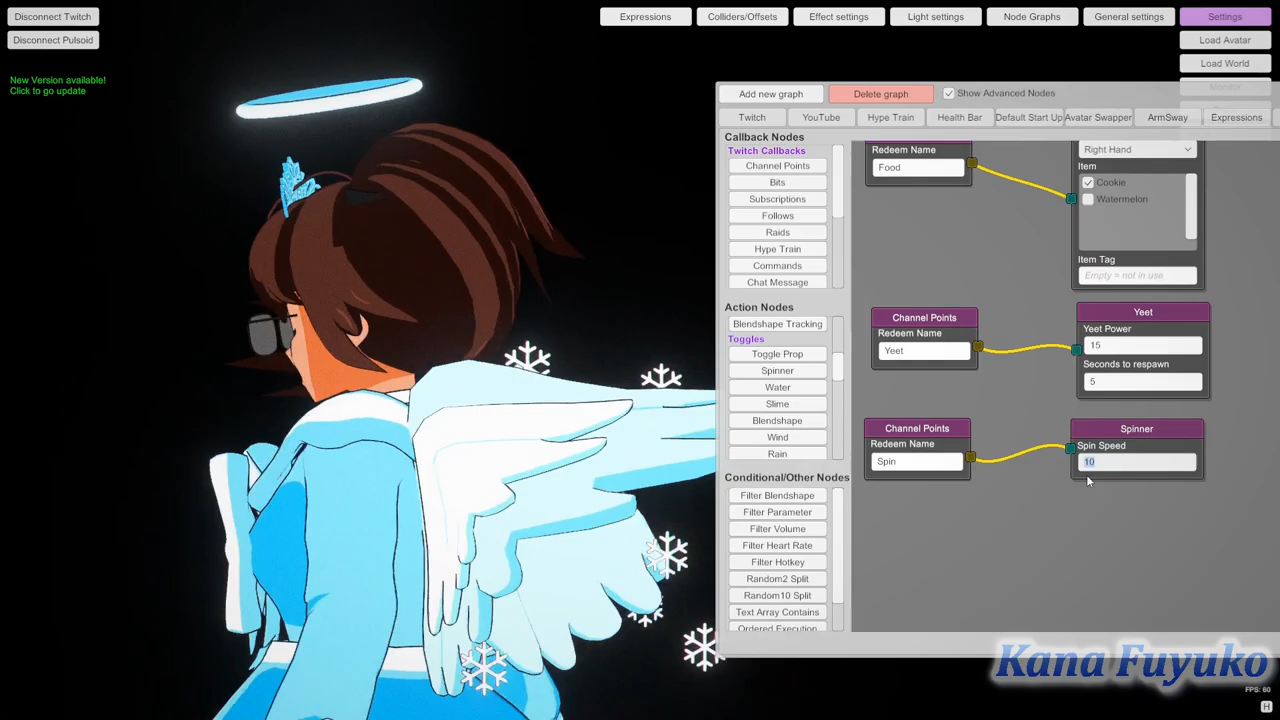 Disconnect Twitch
Disconnect Pulsoid
New Version available!
Click to go update
Expressions
Colliders/Offsets
Effect settings
Light settings
Node Graphs
General settings
Settings
Load Avatar
Load World
Add new graph
Delete graph
Show Advanced Nodes
Twitch
YouTube
Hype Train
Health Bar
Default Start Up
Avatar Swapper
ArmSway
Expressions
Callback Nodes
Twitch Callbacks
Channel Points
Bits
Subscriptions
Follows
Raids
Hype Train
Commands
Chat Message
Action Nodes
Blendshape Tracking
Toggles
Toggle Prop
Spinner
Water
Slime
Blendshape
Wind
Rain
Conditional/Other Nodes
Filter Blendshape
Filter Parameter
Filter Volume
Filter Heart Rate
Filter Hotkey
Random2 Split
Random10 Split
Text Array Contains
Ordered Execution
Redeem Name
Food
Right Hand
Item
Cookie
Watermelon
Item Tag
Empty = not in use
Channel Points
Redeem Name
Yeet
Yeet
Yeet Power
15
Seconds to respawn
5
Channel Points
Redeem Name
Spin
Spinner
Spin Speed
10
Kana Fuyuko
FPS: 60
H